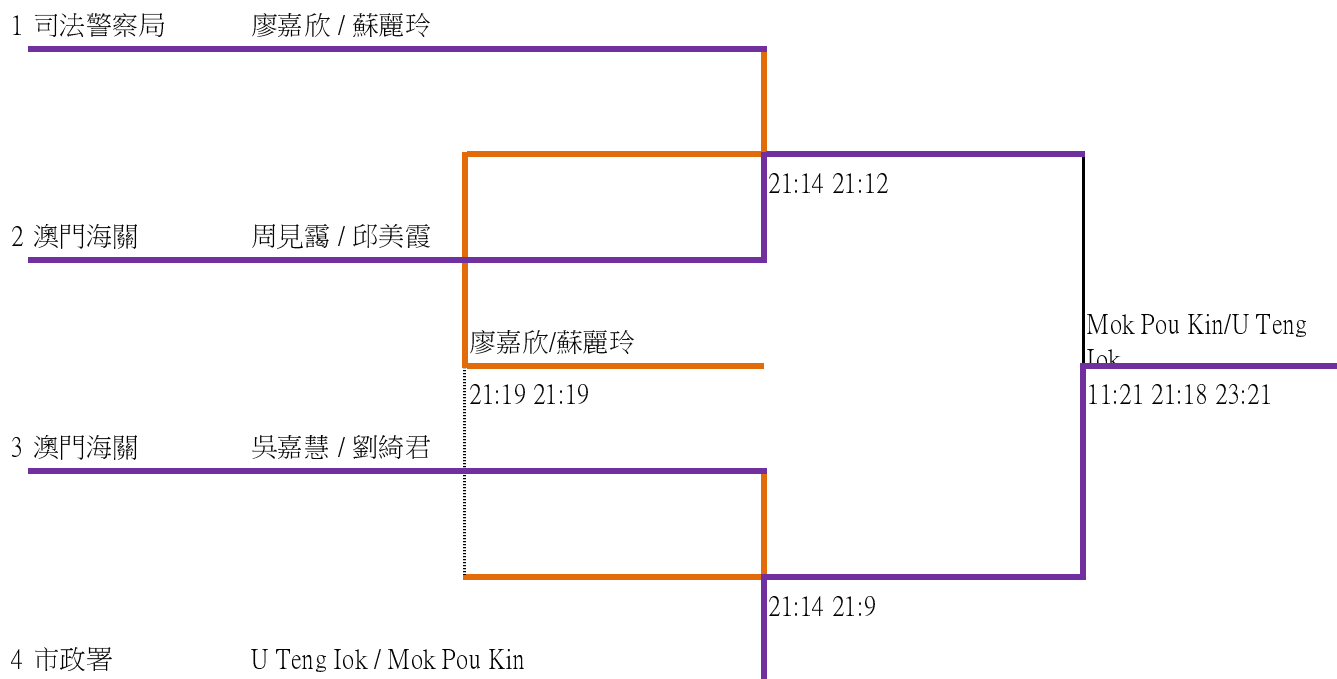 1 司法警察局 廖嘉欣 / 蘇麗玲
21:14 21:12
2 澳門海關 周見靄 / 邱美霞
Mok Pou Kin/U Teng
Iok
廖嘉欣/蘇麗玲
21:19 21:19
11:21 21:18 23:21
3 澳門海關 吳嘉慧 / 劉綺君
21:14 21:9
4 市政署 U Teng Iok / Mok Pou Kin